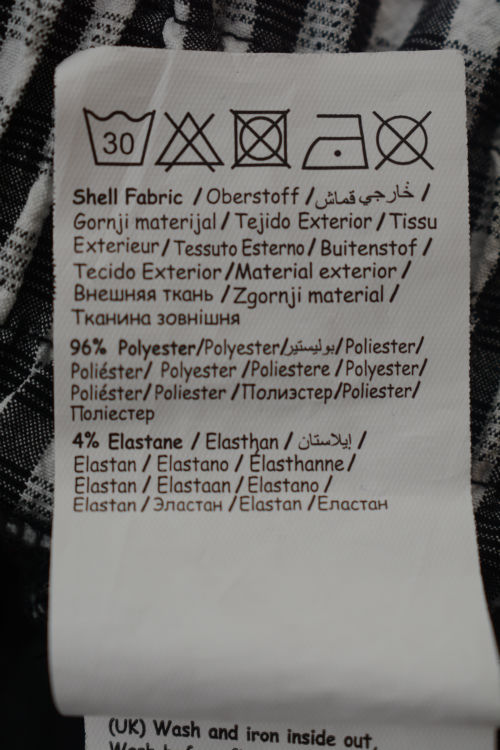 30
Shell Fabric / Oberstoff / قماش خارجي /
Gornji materijal / Tejido Exterior / Tissu
Exterieur / Tessuto Esterno / Buitenstof /
Tecido Exterior / Material exterior /
Внешняя ткань / Zgornji material /
Тканина зовнішня
96% Polyester/Polyester/بوليستير/Poliester/
Poliéster/ Polyester /Poliestere /Polyester/
Poliéster/ Poliester /Полиэстер/Poliester/
Поліестер
4% Elastane / Elasthan / إيلاستان /
Elastan / Elastano / Élasthanne /
Elastan / Elastaan / Elastano /
Elastan / Эластан /Elastan /Еластан
(UK) Wash and iron inside out.
Wash